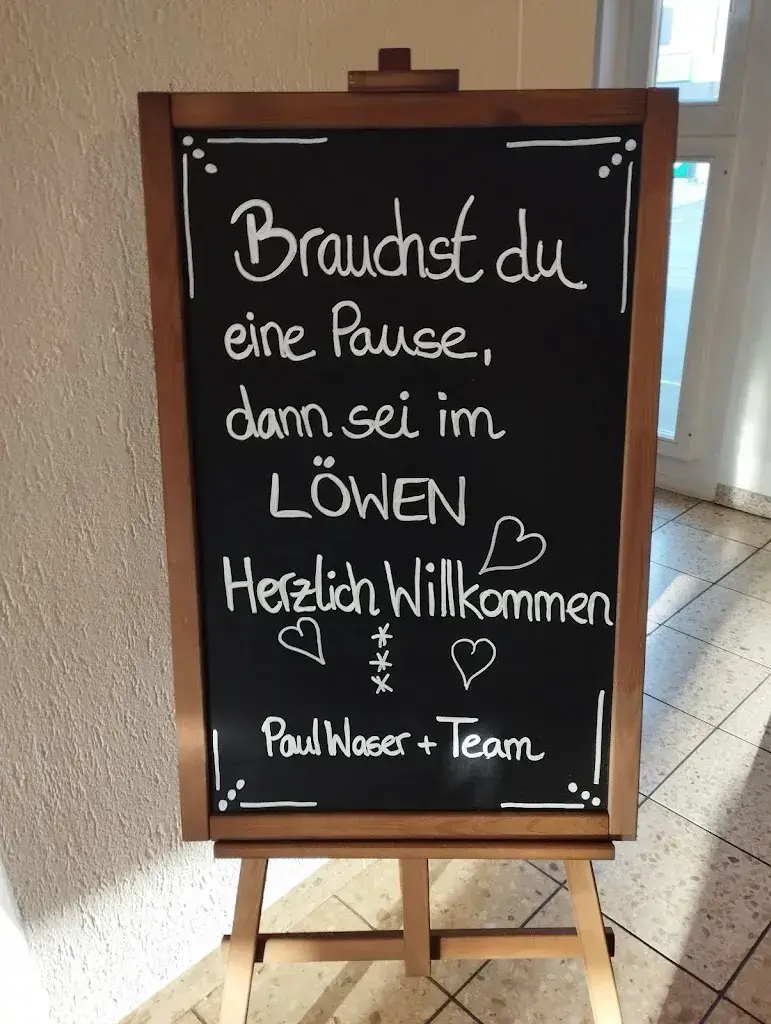 Brauchst du
eine Pause,
dann sei im
LÖWEN
Herzlich Willkommen
***
Paul Waser + Team